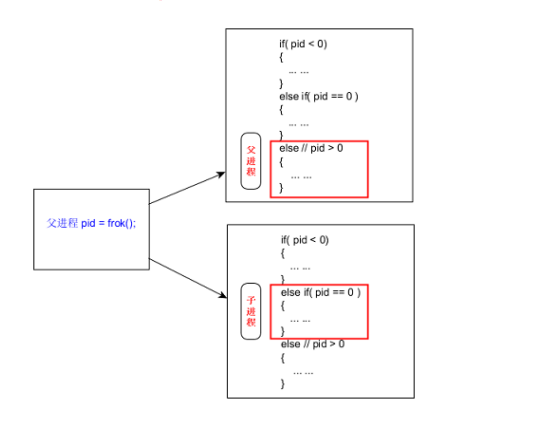 if( pid < 0)
{
... ...
}
else if( pid == 0 )
{
... ...
}
else // pid > 0
{
... ...
}
父进程
父进程 pid = frok();
if( pid < 0)
{
... ...
}
else if( pid == 0 )
{
... ...
}
else // pid > 0
{
... ...
}
子进程